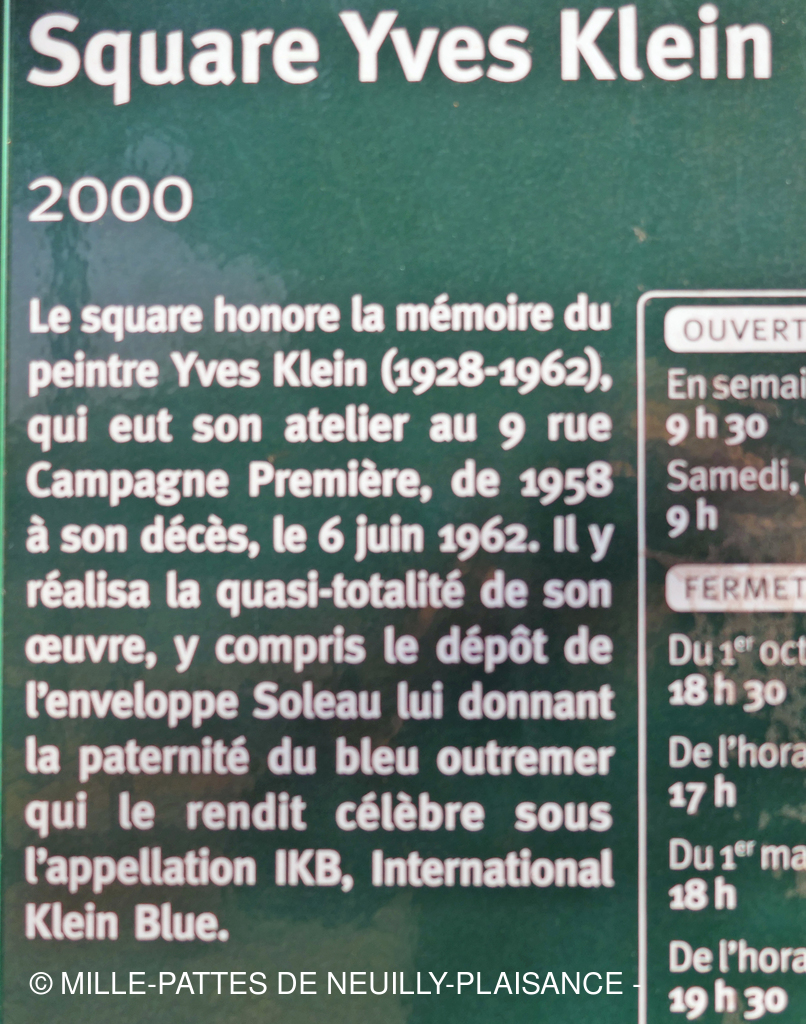 Square Yves Klein
2000
Le square honore la mémoire du
peintre Yves Klein (1928-1962),
qui eut son atelier au 9 rue
Campagne Première, de 1958
à son décès, le 6 juin 1962. Il y
réalisa la quasi-totalité de son
œuvre, y compris le dépôt de
l'enveloppe Soleau lui donnant
la paternité du bleu outremer
qui le rendit célèbre sous
l'appellation IKB, International
Klein Blue.
OUVERT
En semai
9 h 30
Samedi,
9 h
FERMET
Du 1er oct
18 h 30
De l'hora
17 h
Du 1er ma
18 h
De l'hora
19 h 30
© MILLE-PATTES DE NEUILLY-PLAISANCE -